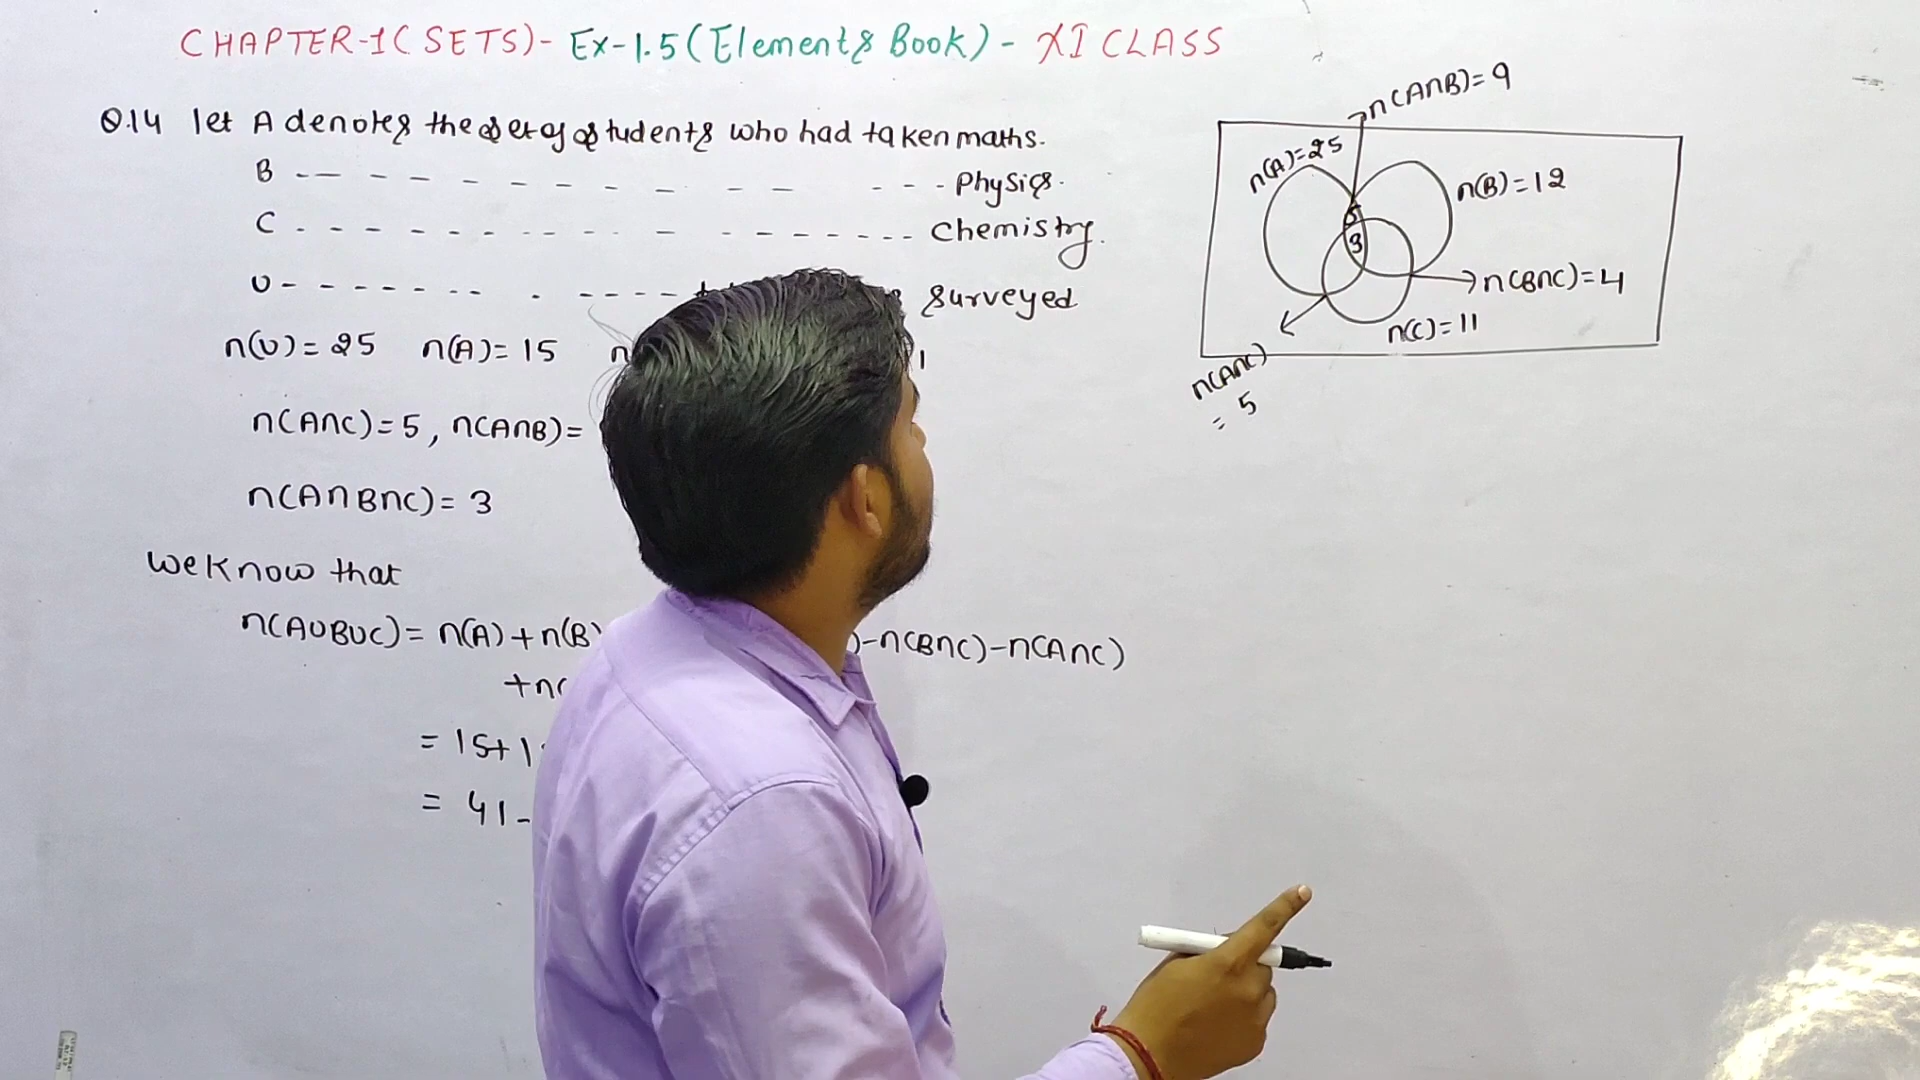 CHAPTER-1(SETS)- Ex-1.5(Elements Book)- XI CLASS
Q.14 let A denotes the set of students who had taken maths.
B - - - - - - - - - - - - - - Physics.
C - - - - - - - - - - - - - - chemistry.
U - - - - - - - - - - - - surveyed
n(U)=25 n(A)=15
n(A∩C)=5, n(A∩B)=
n(A∩B∩C)=3
we know that
n(A∪B∪C)= n(A)+n(B) -n(B∩C)-n(A∩C)
+n(
= 15+1
= 41-
n(A∩B)=9
n(A)=25
n(B)=12
5
3
n(B∩C)=4
n(C)=11
n(A∩C)
= 5